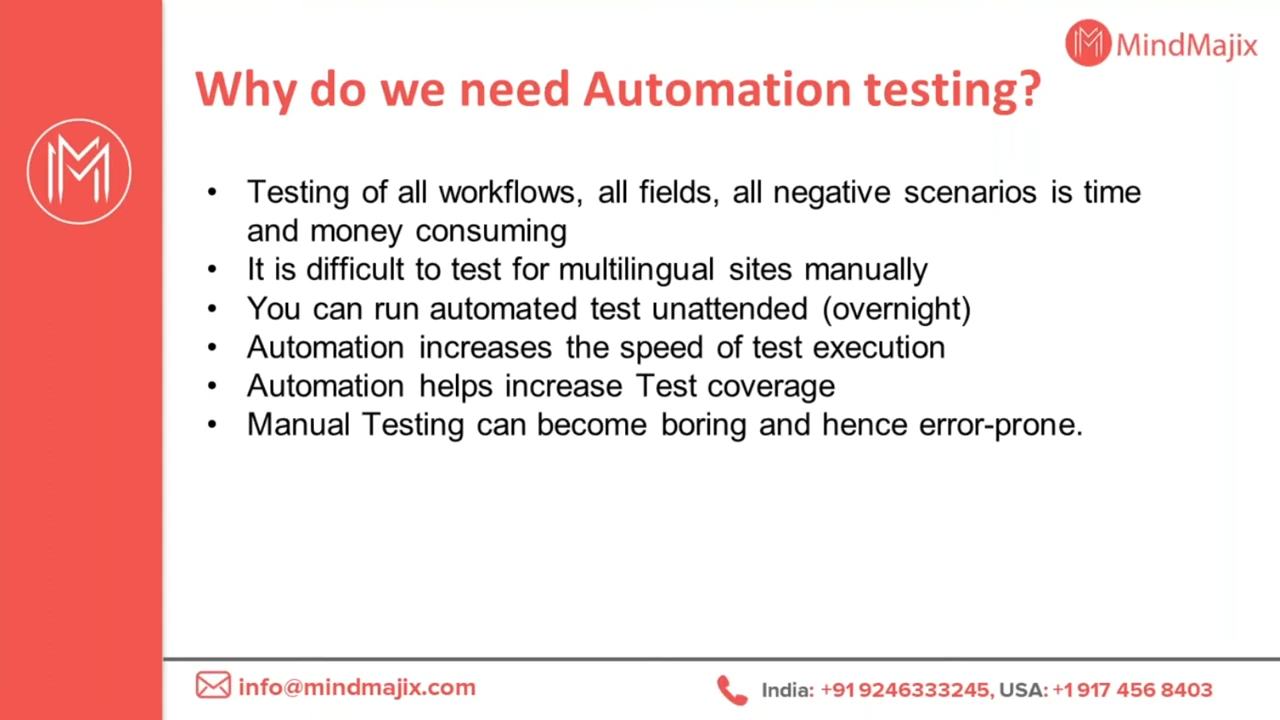 MindMajix
Why do we need Automation testing?
• Testing of all workflows, all fields, all negative scenarios is time
and money consuming
• It is difficult to test for multilingual sites manually
• You can run automated test unattended (overnight)
• Automation increases the speed of test execution
• Automation helps increase Test coverage
• Manual Testing can become boring and hence error-prone.
info@mindmajix.com
India: +91 9246333245, USA: +1 917 456 8403